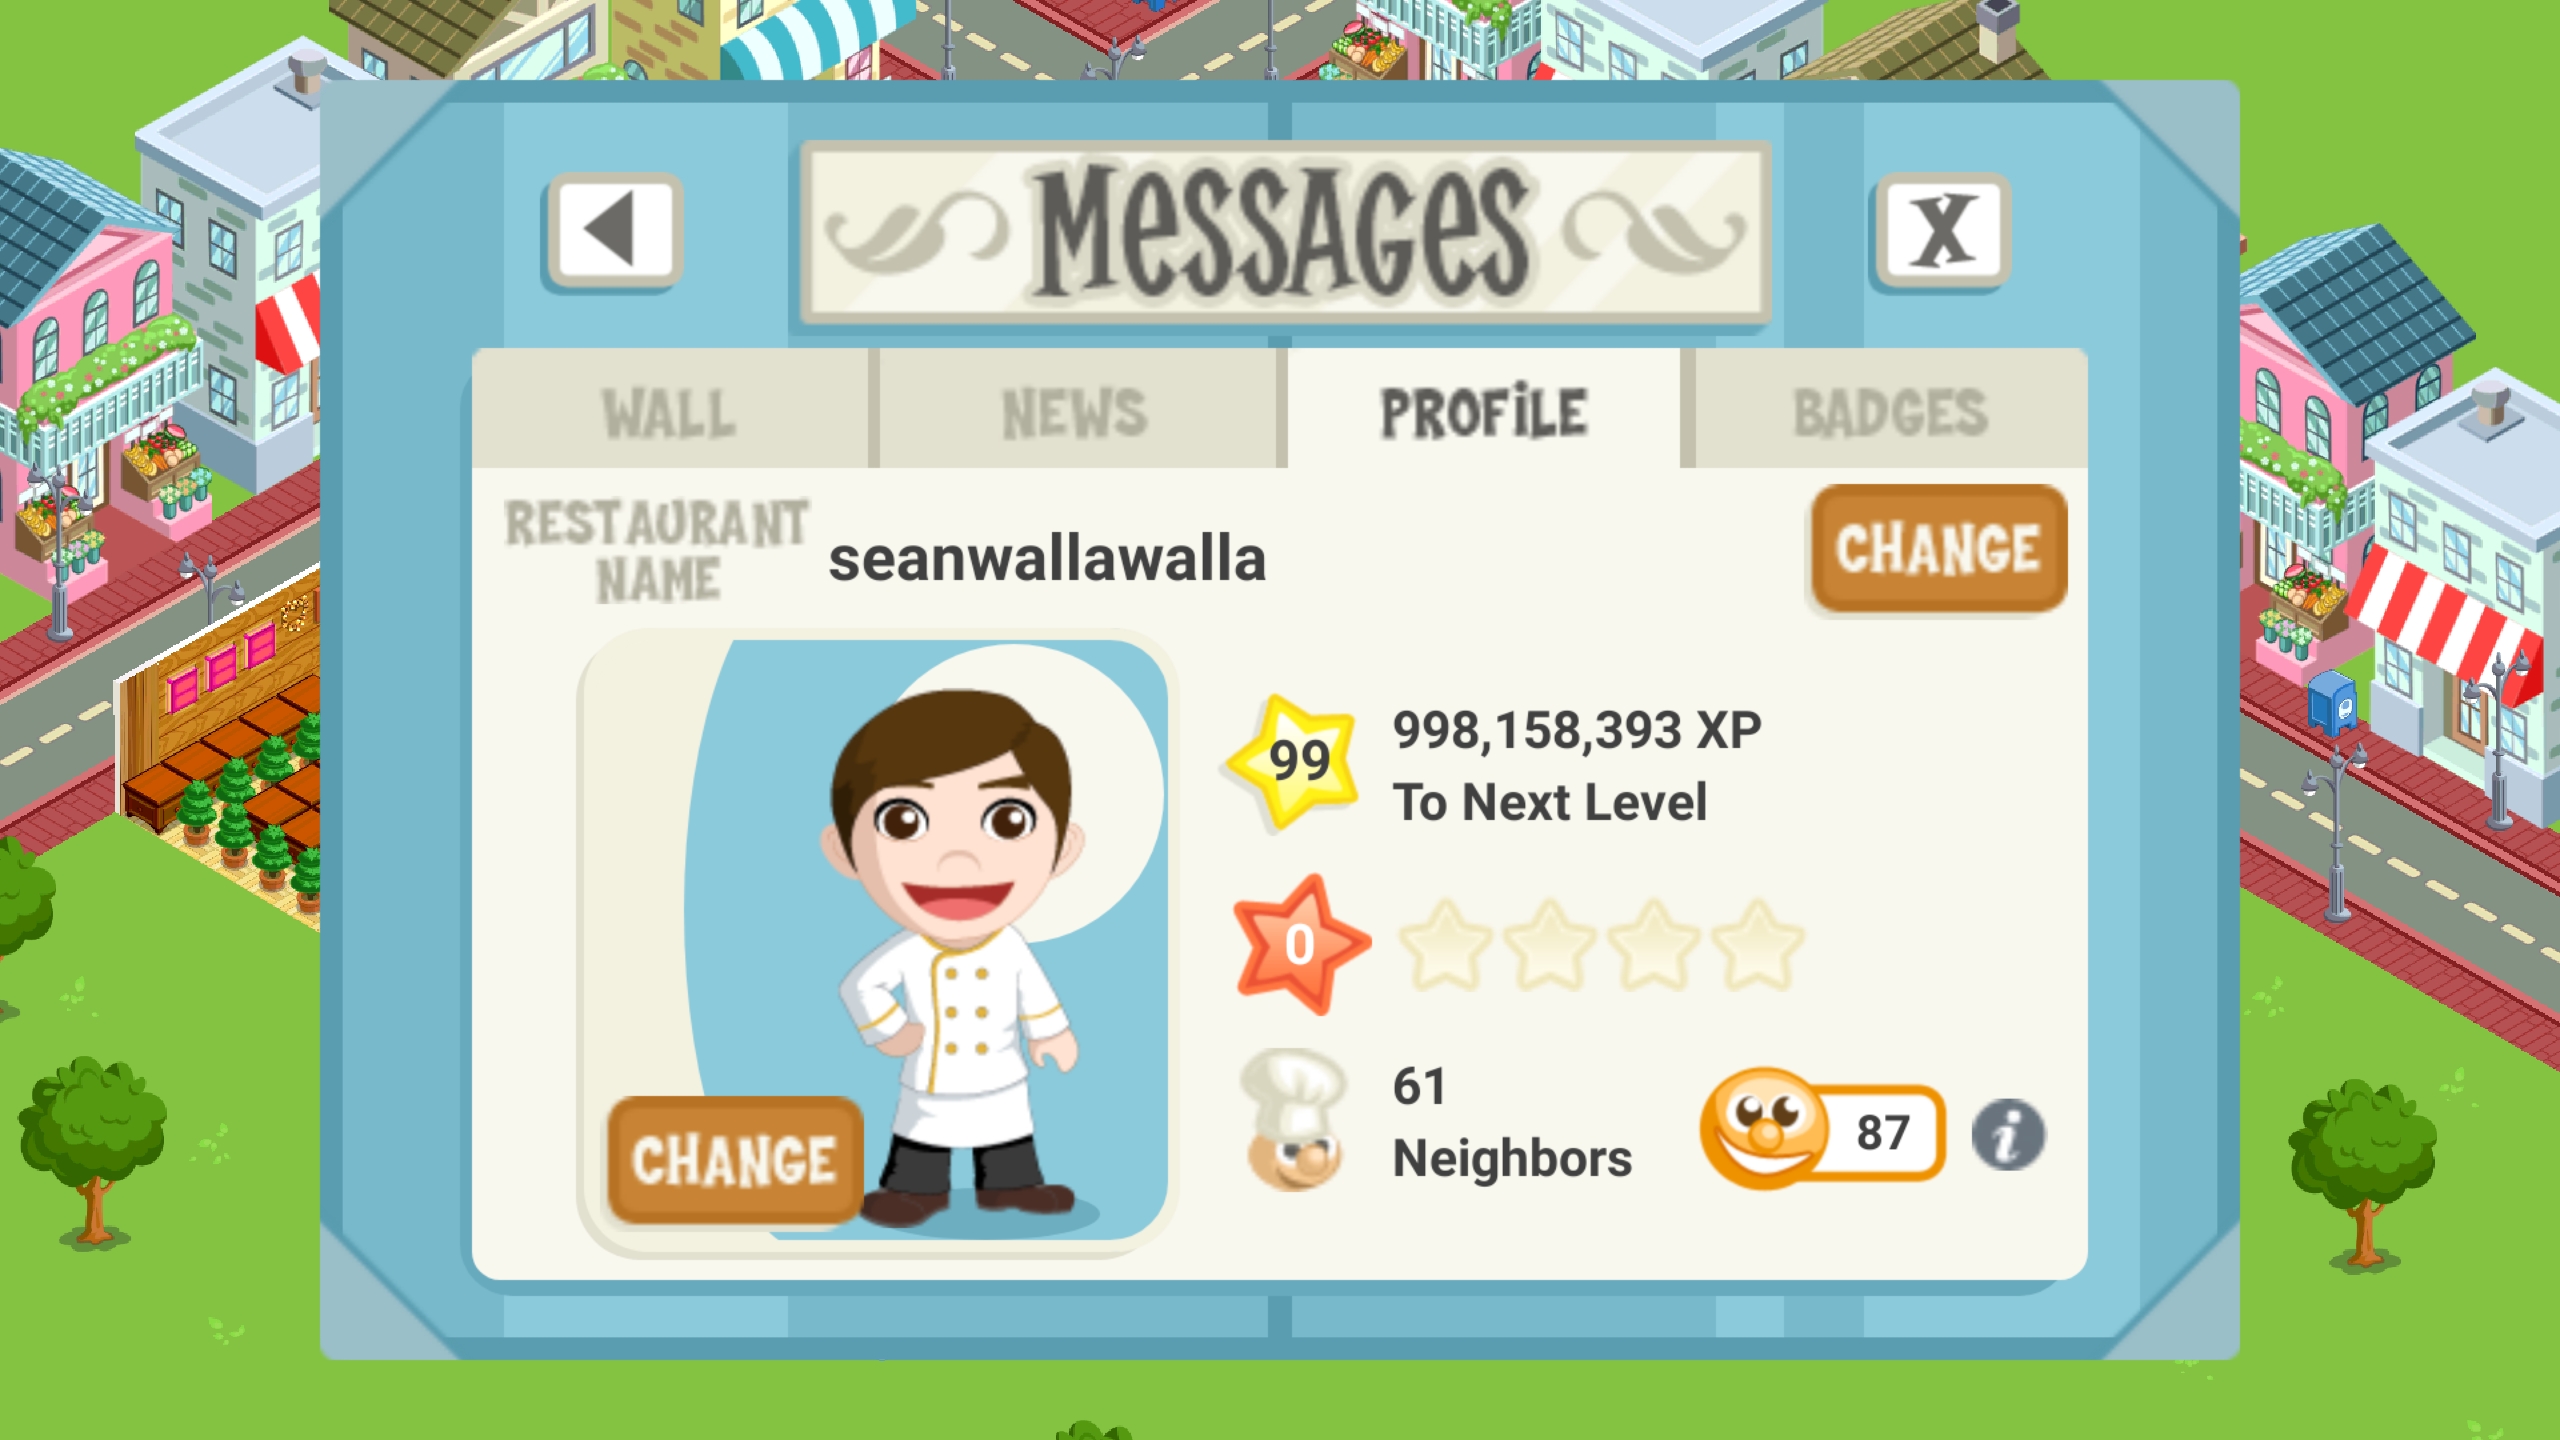 MESSAGES
X
WALL
NEWS
PROFiLE
BADGES
RESTAURANT
NAME
seanwallawalla
CHANGE
99
998,158,393 XP
To Next Level
0
61
Neighbors
87
i
CHANGE